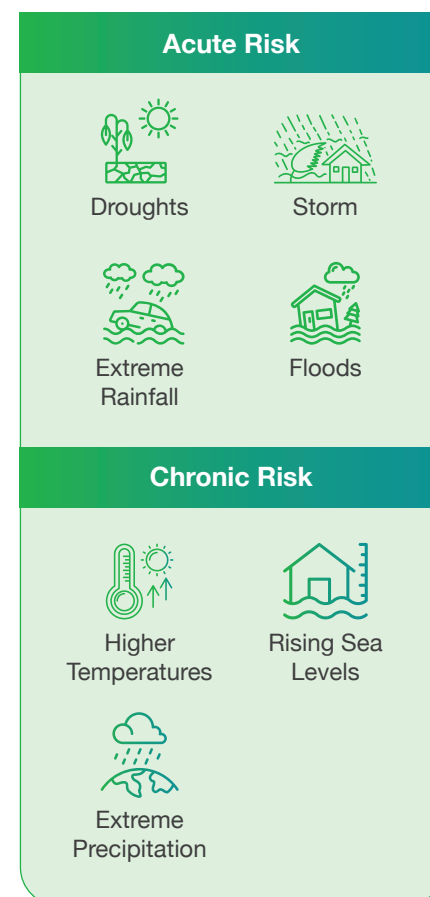 Acute Risk
Droughts
Storm
Extreme
Rainfall
Floods
Chronic Risk
Higher
Temperatures
Rising Sea
Levels
Extreme
Precipitation